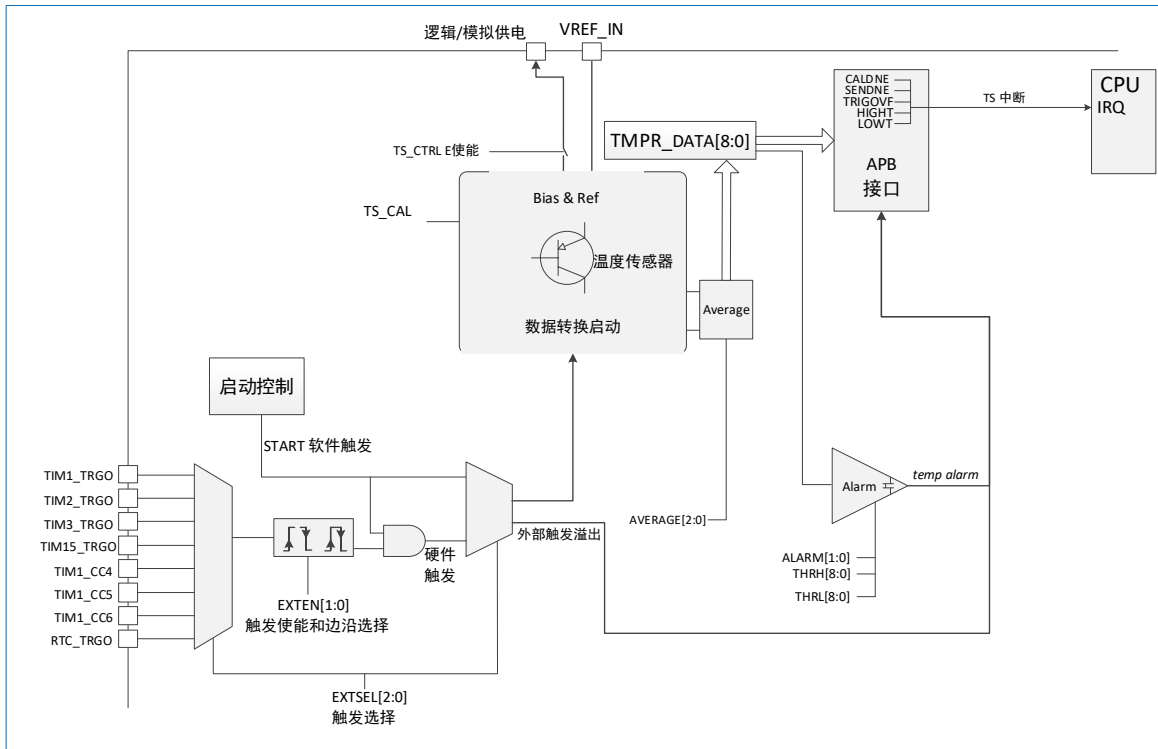 逻辑/模拟供电
VREF_IN
CALDNE
SENDNE
TRIGOVF
HIGHT
LOWT
APB
接口
TS 中断
CPU
IRQ
TMPR_DATA[8:0]
TS_CTRL E使能
TS_CAL
Bias & Ref
温度传感器
数据转换启动
Average
启动控制
START 软件触发
TIM1_TRGO
TIM2_TRGO
TIM3_TRGO
TIM15_TRGO
TIM1_CC4
TIM1_CC5
TIM1_CC6
RTC_TRGO
EXTEN[1:0]
触发使能和边沿选择
硬件
触发
外部触发溢出
EXTSEL[2:0]
触发选择
AVERAGE[2:0]
Alarm
temp alarm
ALARM[1:0]
THRH[8:0]
THRL[8:0]